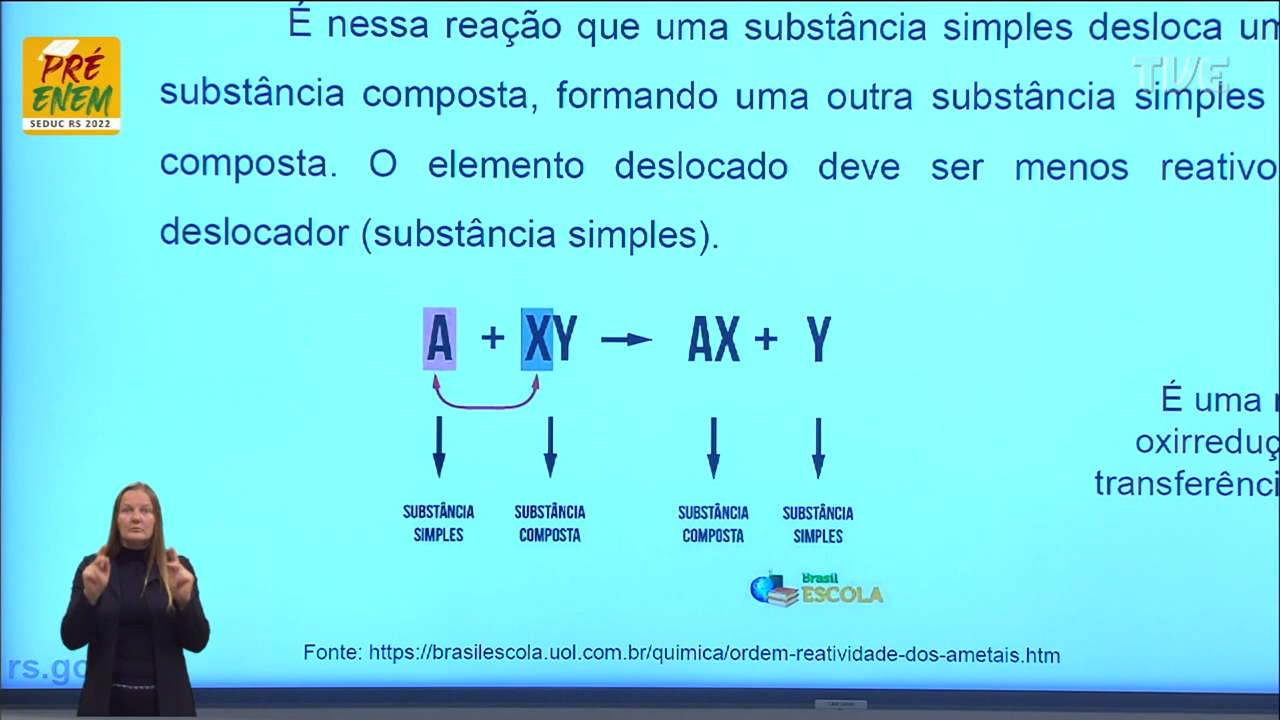 É nessa reação que uma substância simples desloca
substância composta, formando uma outra substância simples
composta. O elemento deslocado deve ser menos reativo
deslocador (substância simples).
PRÉ
ENEM
SEDUC RS 2022
TVE
A + XY → AX + Y
É uma
oxirreduç
transferênci
SUBSTÂNCIA SUBSTÂNCIA SUBSTÂNCIA SUBSTÂNCIA
SIMPLES COMPOSTA COMPOSTA SIMPLES
Brasil
ESCOLA
Fonte: https://brasilescola.uol.com.br/quimica/ordem-reatividade-dos-ametais.htm
rs.go